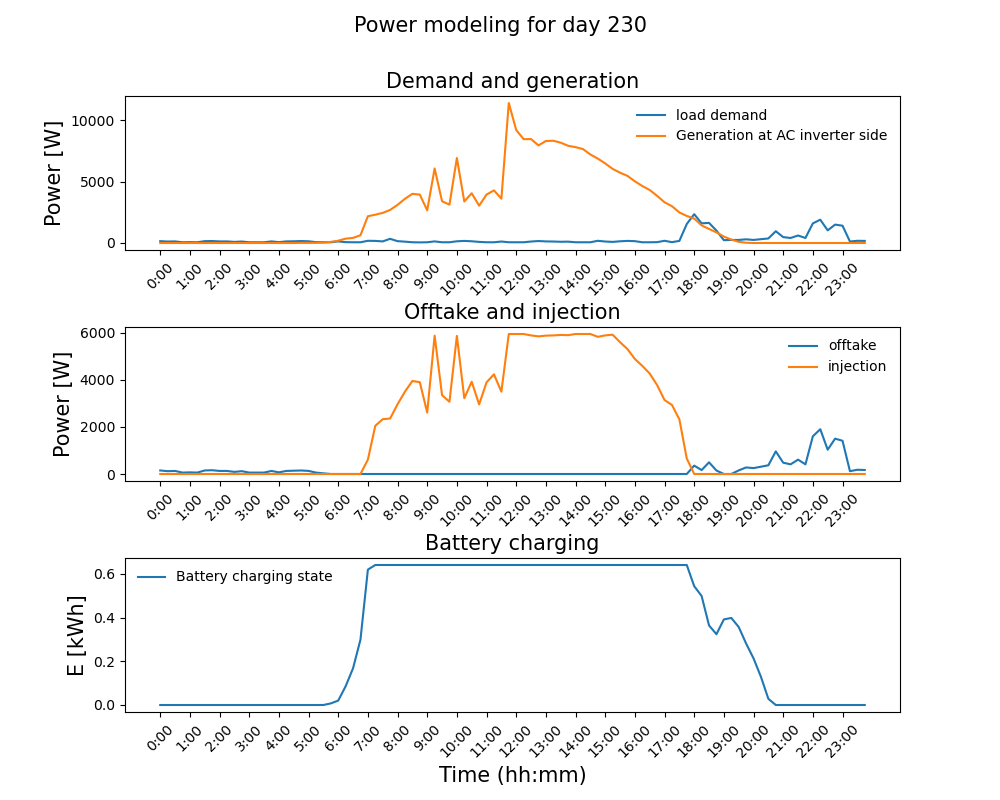 Power modeling for day 230
Demand and generation
Power [W]
10000
5000
0
load demand
Generation at AC inverter side
0:00 1:00 2:00 3:00 4:00 5:00 6:00 7:00 8:00 9:00 10:00 11:00 12:00 13:00 14:00 15:00 16:00 17:00 18:00 19:00 20:00 21:00 22:00 23:00
Offtake and injection
Power [W]
6000
4000
2000
0
offtake
injection
0:00 1:00 2:00 3:00 4:00 5:00 6:00 7:00 8:00 9:00 10:00 11:00 12:00 13:00 14:00 15:00 16:00 17:00 18:00 19:00 20:00 21:00 22:00 23:00
Battery charging
E [kWh]
0.6
0.4
0.2
0.0
Battery charging state
0:00 1:00 2:00 3:00 4:00 5:00 6:00 7:00 8:00 9:00 10:00 11:00 12:00 13:00 14:00 15:00 16:00 17:00 18:00 19:00 20:00 21:00 22:00 23:00
Time (hh:mm)